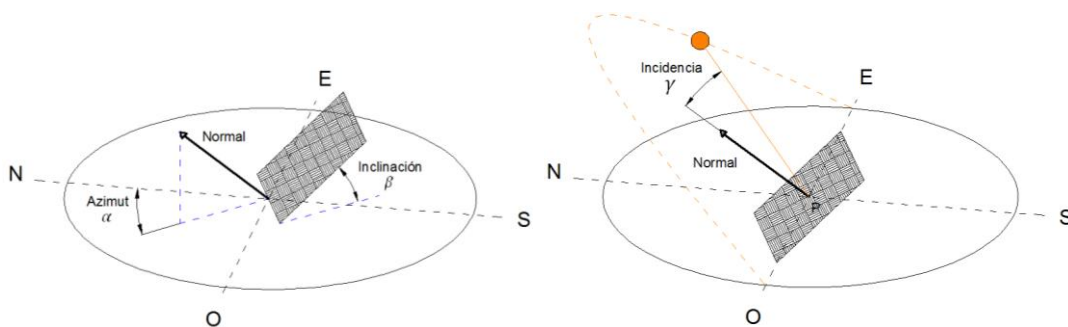 E
Normal
Inclinación
β
N
Azimut
α
S
O
Incidencia
γ
E
Normal
N
P
S
O